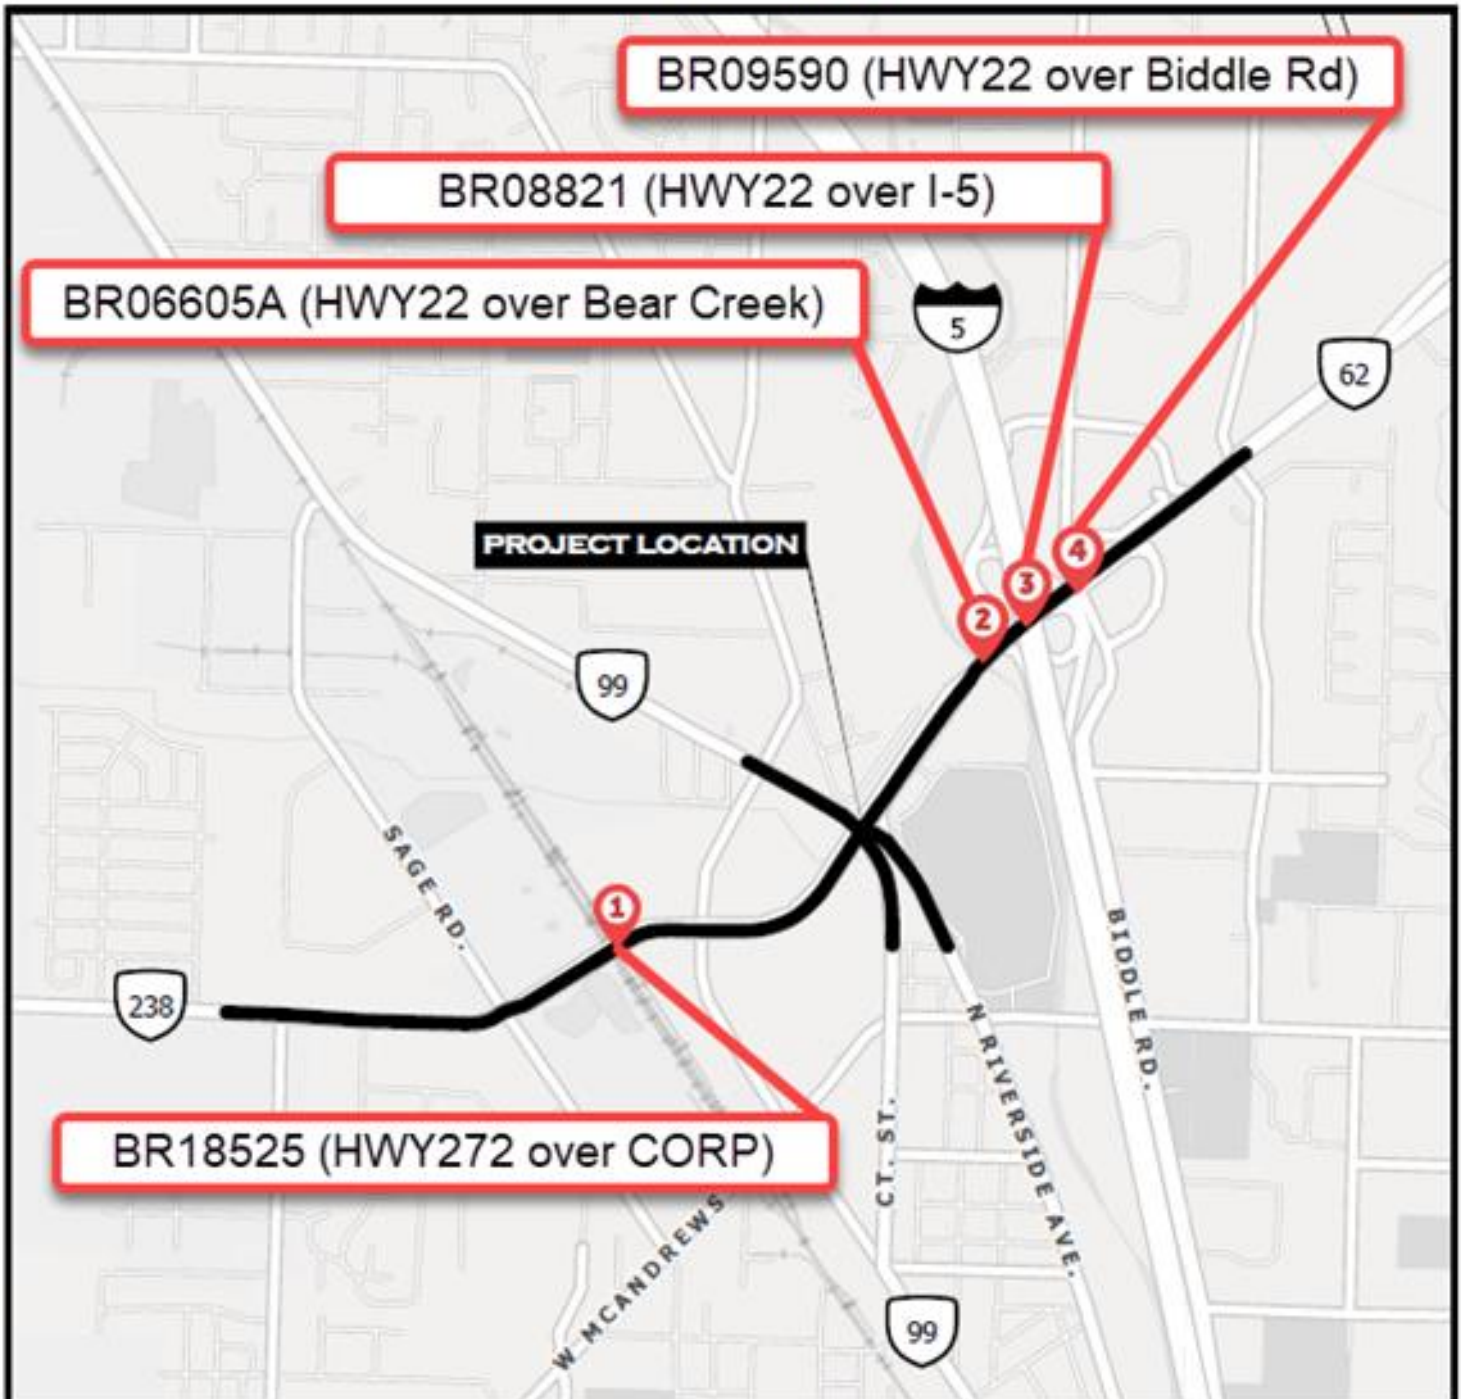 BR09590 (HWY22 over Biddle Rd)
BR08821 (HWY22 over I-5)
BR06605A (HWY22 over Bear Creek)
5
62
PROJECT LOCATION
4
3
2
99
SAGE RD.
1
238
BIDDLE RD.
N RIVERSIDE AVE.
CT. ST.
BR18525 (HWY272 over CORP)
W MCANDREWS
99